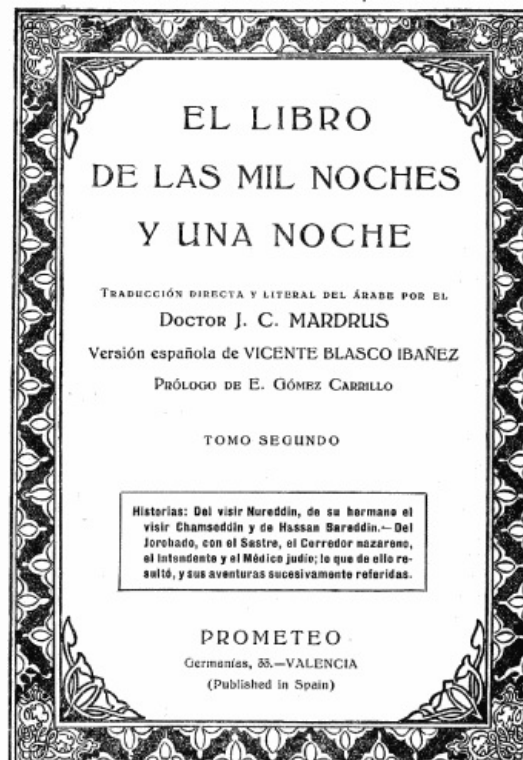 EL LIBRO
DE LAS MIL NOCHES
Y UNA NOCHE
TRADUCCIÓN DIRECTA Y LITERAL DEL ÁRABE POR EL
DOCTOR J. C. MARDRUS
Versión española de VICENTE BLASCO IBAÑEZ
PRÓLOGO DE E. GÓMEZ CARRILLO
TOMO SEGUNDO
Historias: Del visir Nureddin, de su hermano el
visir Chamseddin y de Hassan Bareddin.—Del
Jorobado, con el Sastre, el Corredor nazareno,
el Intendente y el Médico judío; lo que de ello re-
sultó, y sus aventuras sucesivamente referidas.
PROMETEO
Germanías, 33.—VALENCIA
(Published in Spain)